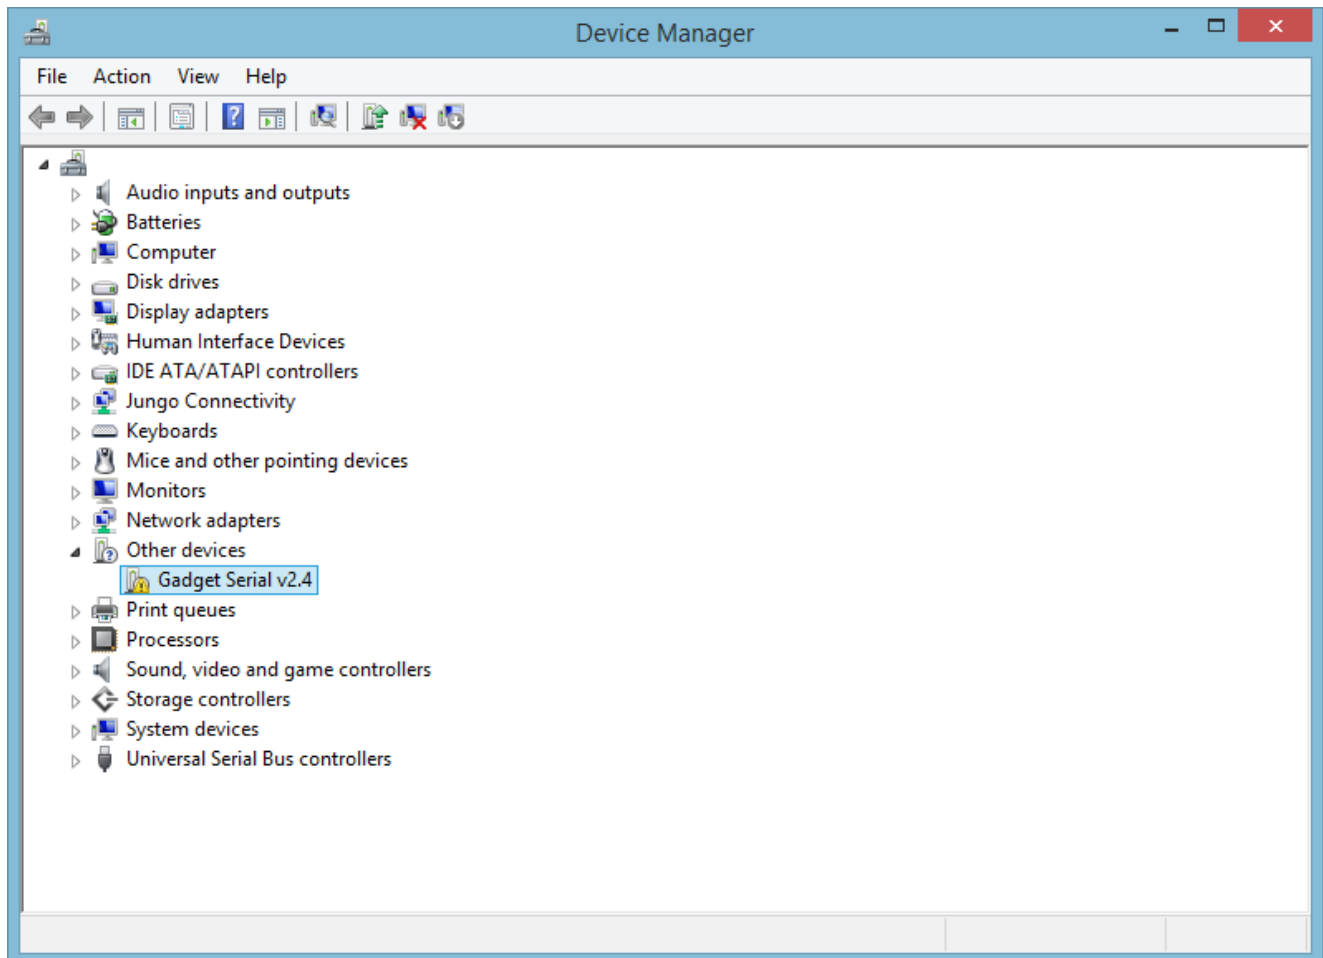 Device Manager
File Action View Help
Audio inputs and outputs
Batteries
Computer
Disk drives
Display adapters
Human Interface Devices
IDE ATA/ATAPI controllers
Jungo Connectivity
Keyboards
Mice and other pointing devices
Monitors
Network adapters
Other devices
Gadget Serial v2.4
Print queues
Processors
Sound, video and game controllers
Storage controllers
System devices
Universal Serial Bus controllers